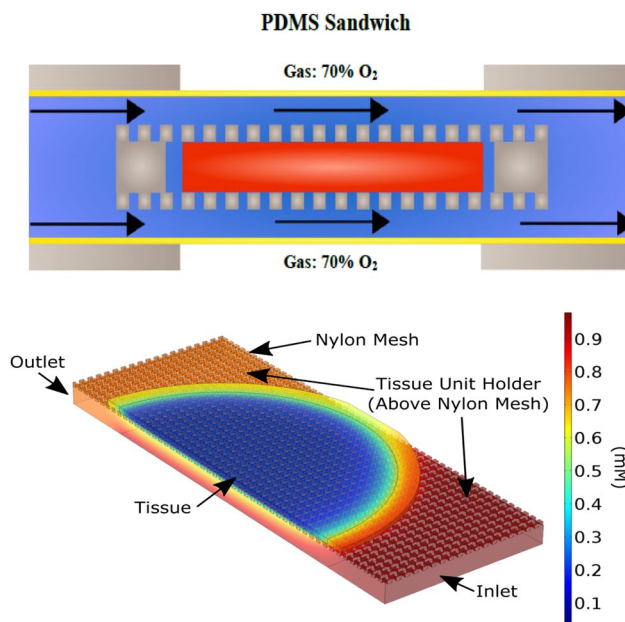 PDMS Sandwich
Gas: 70% O₂
Gas: 70% O₂
Nylon Mesh
Outlet
Tissue Unit Holder
(Above Nylon Mesh)
Tissue
Inlet
0.9
0.8
0.7
0.6
0.5
0.4
0.3
0.2
0.1
(mM)